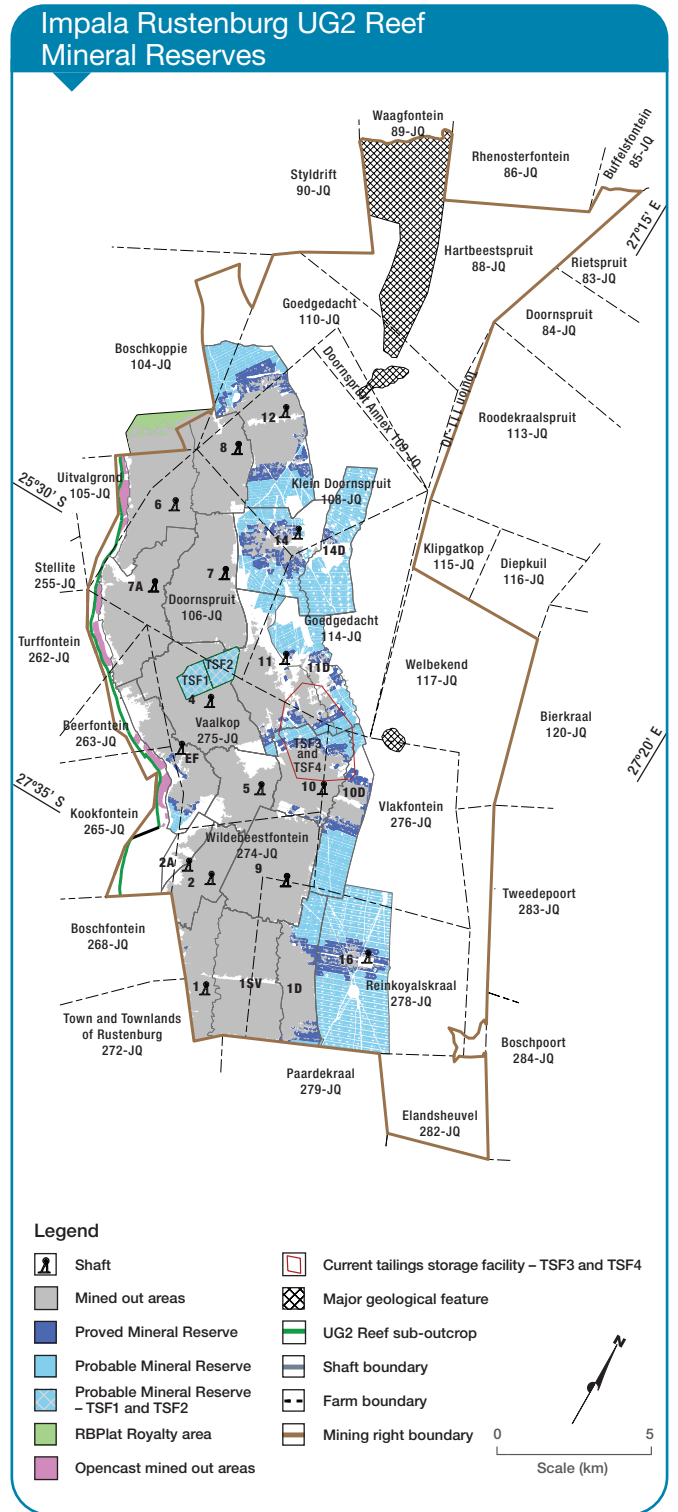 Impala Rustenburg UG2 Reef
Mineral Reserves
Waagfontein
89-JQ
Rhenosterfontein
86-JQ
Buffelsfontein
85-JQ
Styldrift
90-JQ
27º15' E
Hartbeestspruit
88-JQ
Rietspruit
83-JQ
Goedgedacht
110-JQ
Doornspruit
84-JQ
Boschkoppie
104-JQ
Doornspruit Annex 109-JQ
Toulon 111-JQ
Roodekraalspruit
113-JQ
12
8
Uitvalgrond
105-JQ
25º30' S
Klein Doornspruit
108-JQ
6
14
14D
Klipgatkop
115-JQ
Diepkuil
116-JQ
Stellite
255-JQ
7A
7
Doornspruit
106-JQ
Goedgedacht
114-JQ
Turffontein
262-JQ
TSF2
TSF1
11
11D
Welbekend
117-JQ
4
Vaalkop
275-JQ
Beerfontein
263-JQ
Bierkraal
120-JQ
TSF3
and
TSF4
EF
27º20' E
27º35' S
5
10
10D
Vlakfontein
276-JQ
Kookfontein
265-JQ
Wildebeestfontein
274-JQ
2A
2
9
Tweedepoort
283-JQ
Boschfontein
268-JQ
16
Reinkoyalskraal
278-JQ
1
1SV
1D
Town and Townlands
of Rustenburg
272-JQ
Boschpoort
284-JQ
Paardekraal
279-JQ
Elandsheuvel
282-JQ
Legend
Shaft
Mined out areas
Proved Mineral Reserve
Probable Mineral Reserve
Probable Mineral Reserve
– TSF1 and TSF2
RBPlat Royalty area
Opencast mined out areas
Current tailings storage facility – TSF3 and TSF4
Major geological feature
UG2 Reef sub-outcrop
Shaft boundary
Farm boundary
Mining right boundary
N
0 5
Scale (km)